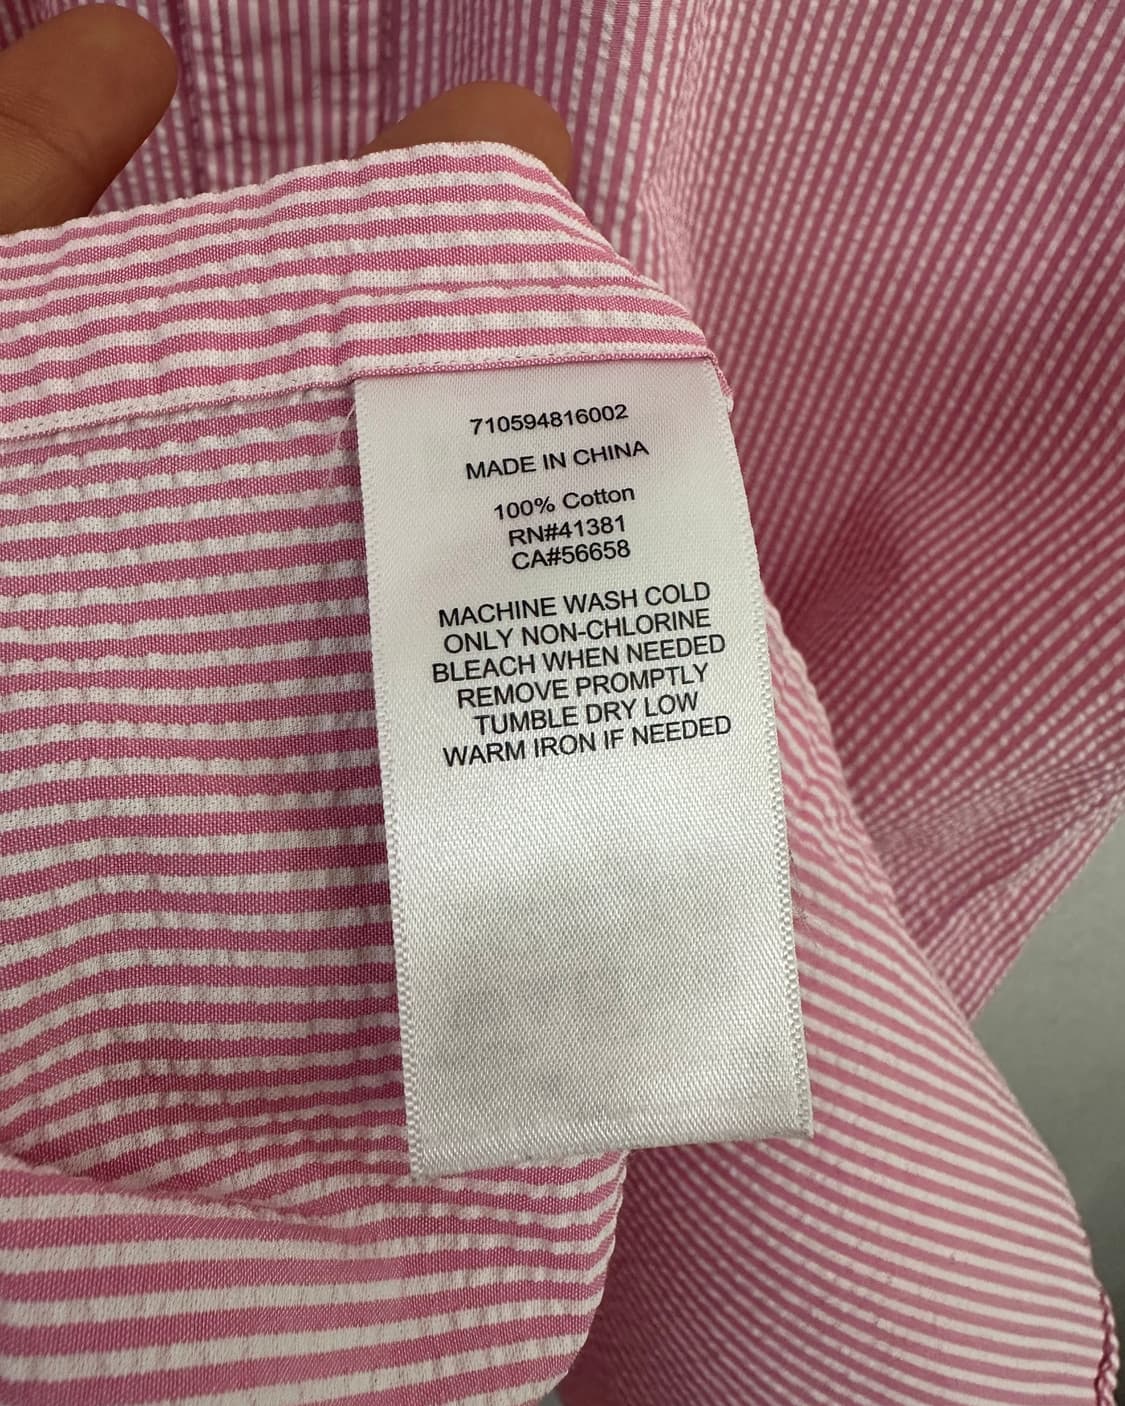 710594816002
MADE IN CHINA
100% Cotton
RN#41381
CA#56658
MACHINE WASH COLD
ONLY NON-CHLORINE
BLEACH WHEN NEEDED
REMOVE PROMPTLY
TUMBLE DRY LOW
WARM IRON IF NEEDED